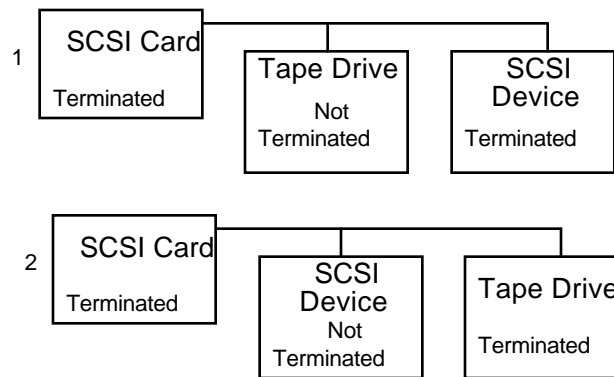 1
SCSI Card
Terminated
Tape Drive
Not
Terminated
SCSI
Device
Terminated
2
SCSI Card
Terminated
SCSI
Device
Not
Terminated
Tape Drive
Terminated